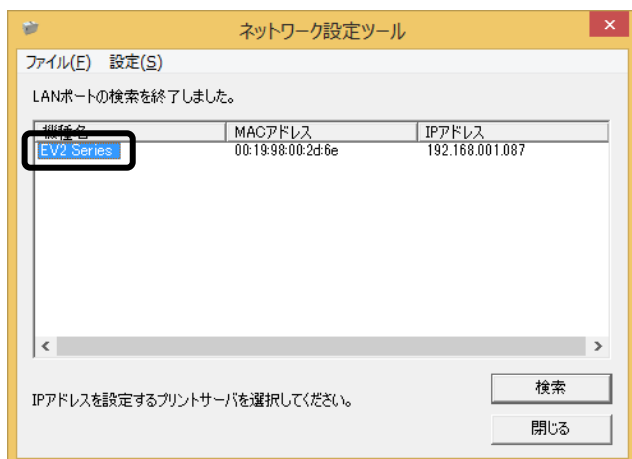 ネットワーク設定ツール
ファイル(F) 設定(S)
LANポートの検索を終了しました。
機種名 MACアドレス IPアドレス
EV2 Series 00:19:98:00:2d:6e 192.168.001.087
検索
IPアドレスを設定するプリントサーバを選択してください。
閉じる